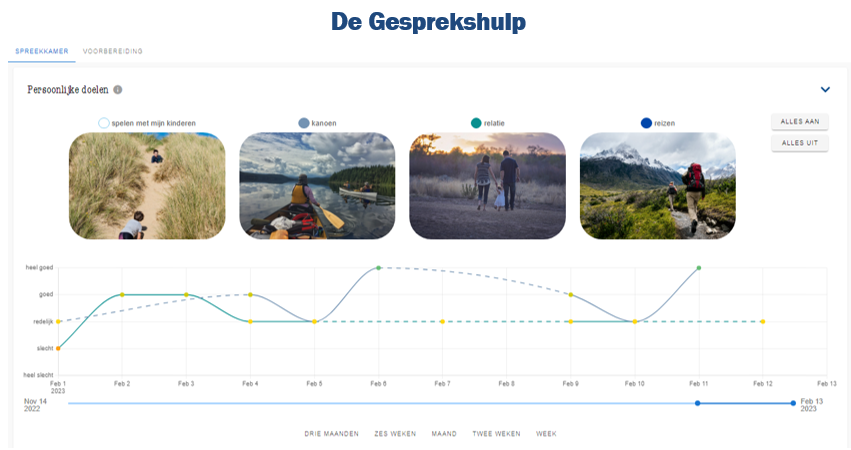 De Gesprekshulp
SPREEKKAMER VOORBEREIDING
Persoonlijke doelen
spelen met mijn kinderen kanoen relatie reizen
ALLES AAN
ALLES UIT
heel goed
goed
redelijk
slecht
heel slecht
Feb 1 2023 Feb 2 Feb 3 Feb 4 Feb 5 Feb 6 Feb 7 Feb 8 Feb 9 Feb 10 Feb 11 Feb 12 Feb 13
Nov 14 2022 Feb 13 2023
DRIE MAANDEN ZES WEKEN MAAND TWEE WEKEN WEEK